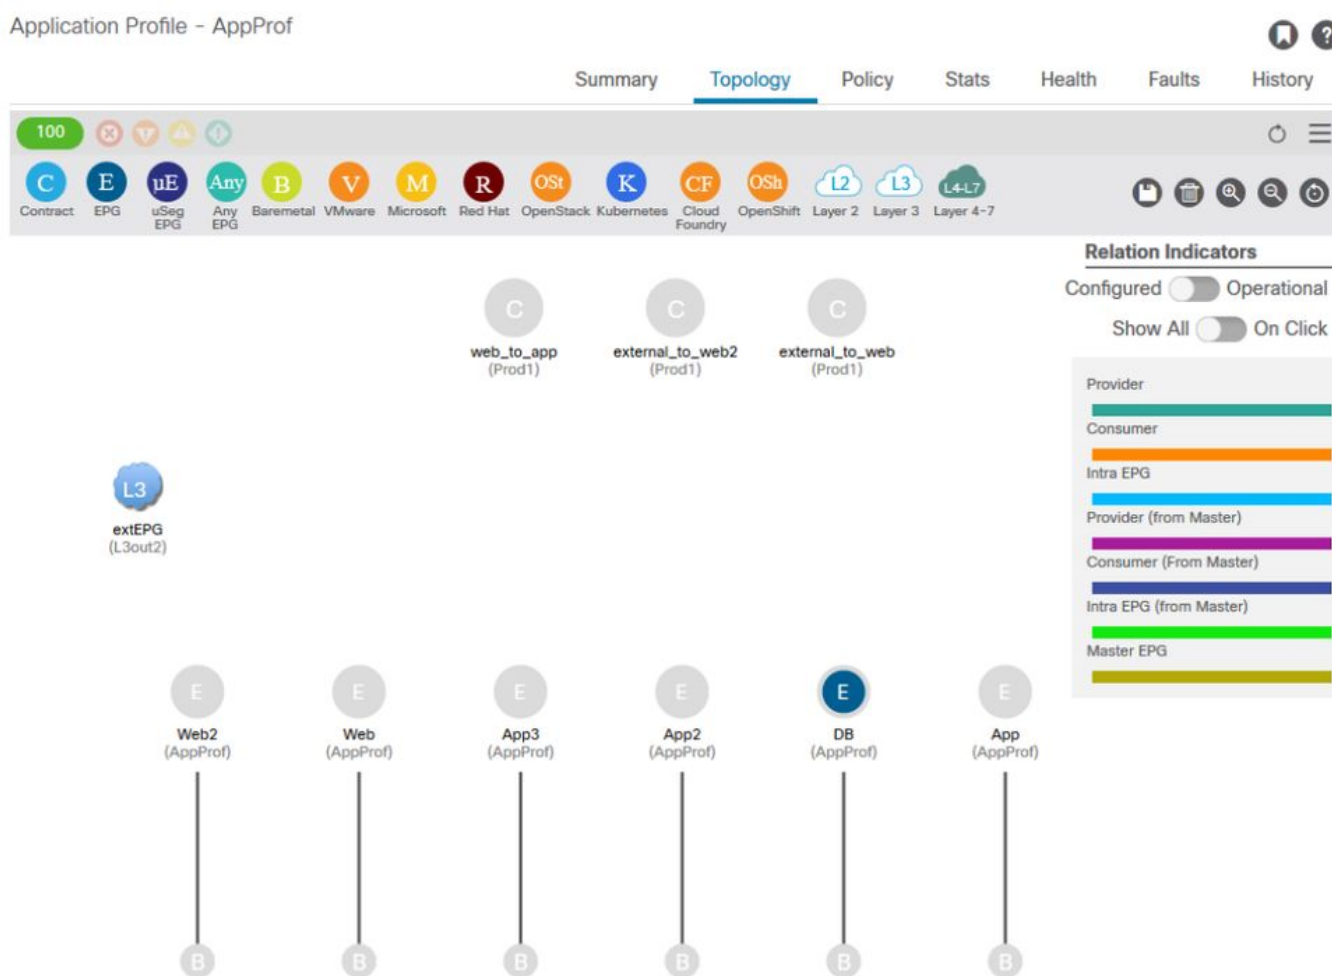 Application Profile - AppProf
?
Summary Topology Policy Stats Health Faults History
100
C E µE Any B V M R OSt K CF OSh L2 L3 L4-L7
Contract EPG uSeg EPG Any EPG Baremetal VMware Microsoft Red Hat OpenStack Kubernetes Cloud Foundry OpenShift Layer 2 Layer 3 Layer 4-7
Relation Indicators
Configured Operational
Show All On Click
C C C
web_to_app external_to_web2 external_to_web
(Prod1) (Prod1) (Prod1)
Provider
Consumer
Intra EPG
Provider (from Master)
Consumer (From Master)
Intra EPG (from Master)
Master EPG
L3
extEPG
(L3out2)
E E E E E E
Web2 Web App3 App2 DB App
(AppProf) (AppProf) (AppProf) (AppProf) (AppProf) (AppProf)
B B B B B B